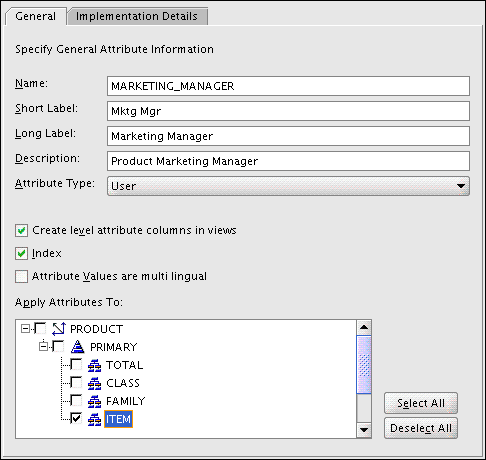 General Implementation Details
Specify General Attribute Information
Name: MARKETING_MANAGER
Short Label: Mktg Mgr
Long Label: Marketing Manager
Description: Product Marketing Manager
Attribute Type: User
Create level attribute columns in views
Index
Attribute Values are multi lingual
Apply Attributes To:
PRODUCT
PRIMARY
TOTAL
CLASS
FAMILY
ITEM
Select All
Deselect All